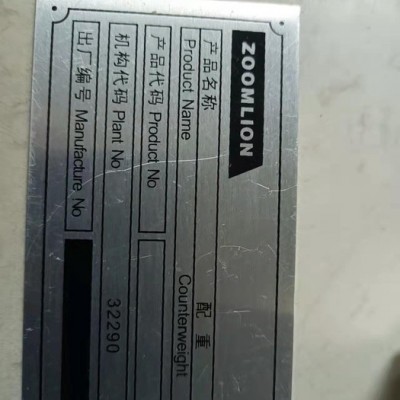 ZOOMLION
产品名称 配 重
Product Name Counterweight
产品代码 Product No
机构代码 Plant No 32290
出厂编号 Manufacture No